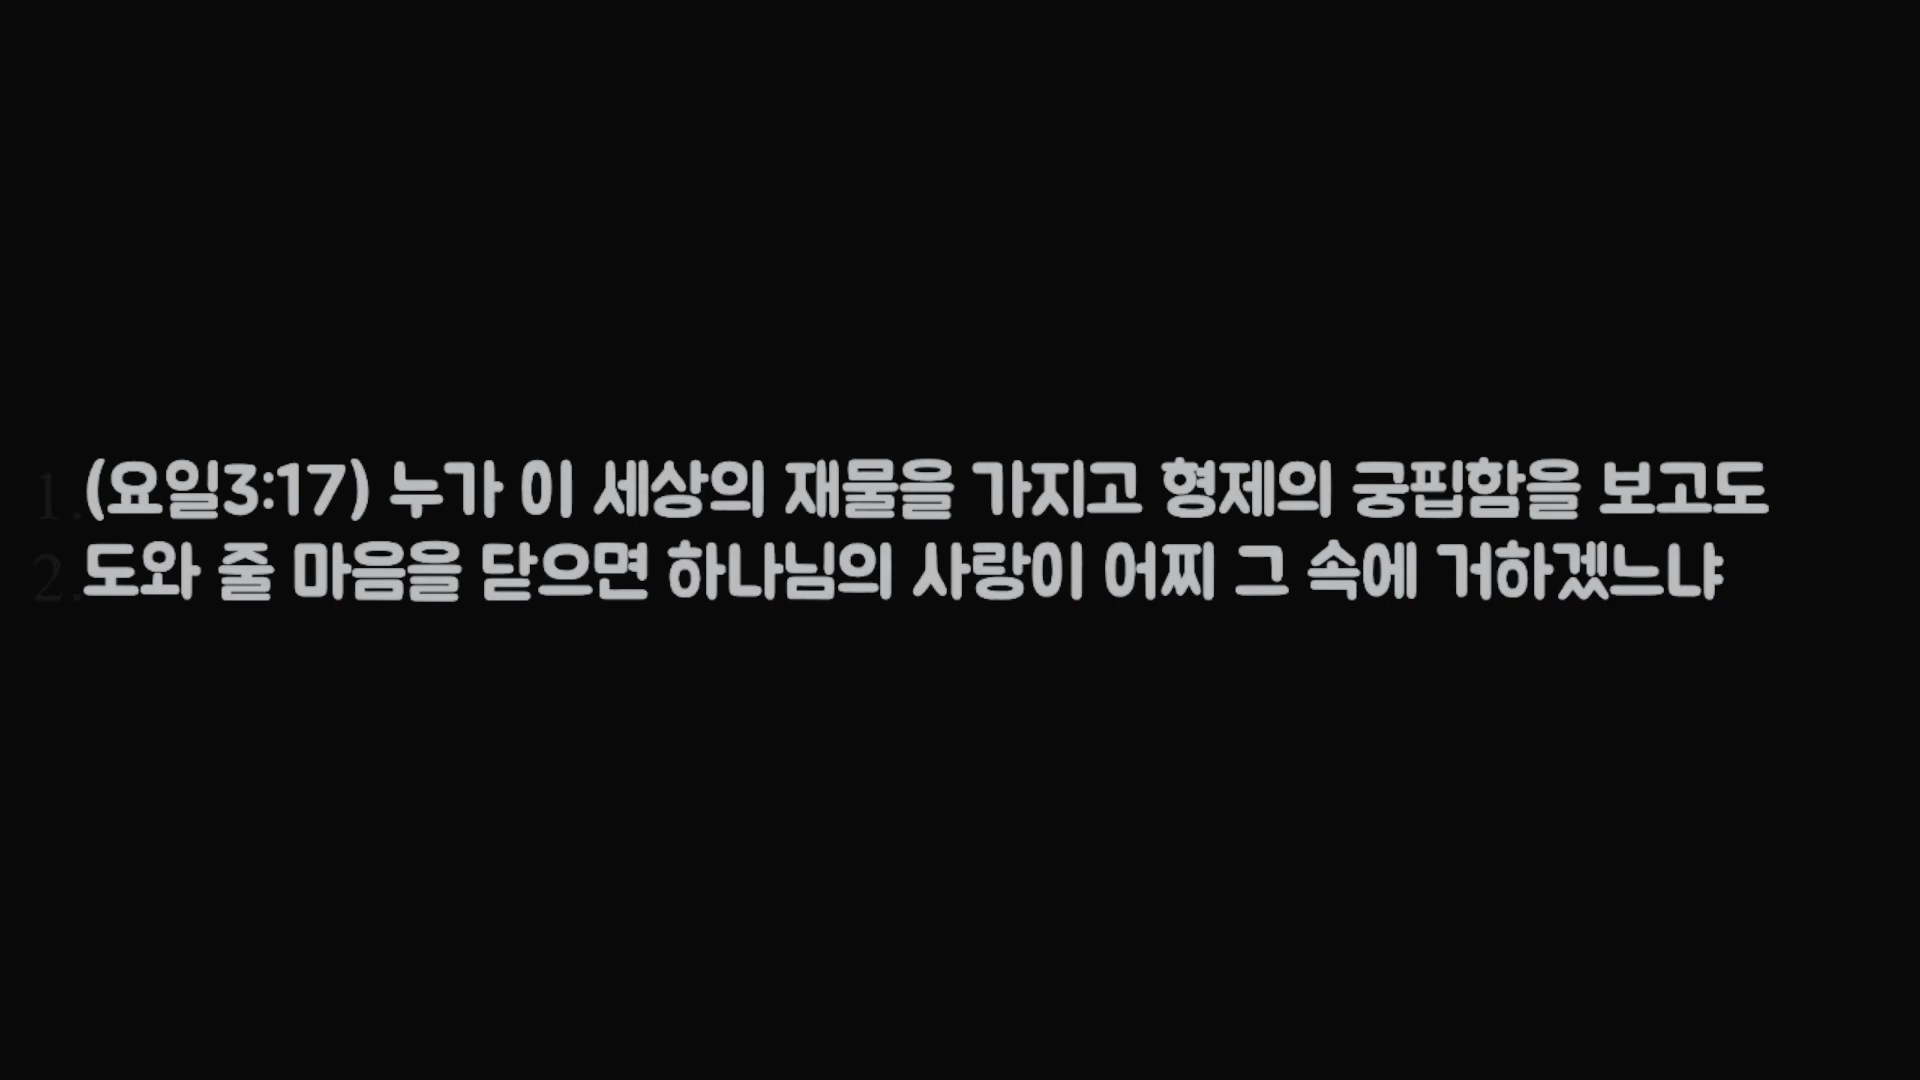 1. (요일3:17) 누가 이 세상의 재물을 가지고 형제의 궁핍함을 보고도
2. 도와 줄 마음을 닫으면 하나님의 사랑이 어찌 그 속에 거하겠느냐